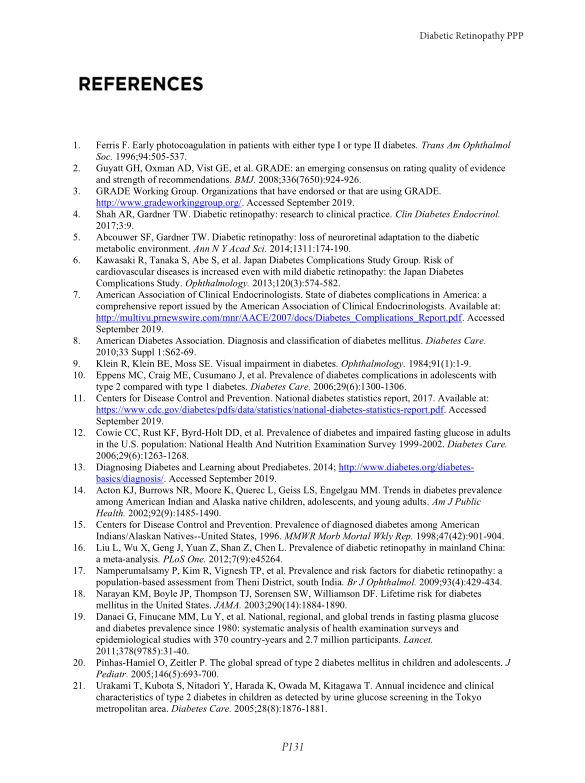 Diabetic Retinopathy PPP
REFERENCES
1. Ferris F. Early photocoagulation in patients with either type I or type II diabetes. Trans Am Ophthalmol
Soc. 1996;94:505-537.
2. Guyatt GH, Oxman AD, Vist GE, et al. GRADE: an emerging consensus on rating quality of evidence
and strength of recommendations. BMJ. 2008;336(7650):924-926.
3. GRADE Working Group. Organizations that have endorsed or that are using GRADE.
http://www.gradeworkinggroup.org/. Accessed September 2019.
4. Shah AR, Gardner TW. Diabetic retinopathy: research to clinical practice. Clin Diabetes Endocrinol.
2017;3:9.
5. Abcouwer SF, Gardner TW. Diabetic retinopathy: loss of neuroretinal adaptation to the diabetic
metabolic environment. Ann N Y Acad Sci. 2014;1311:174-190.
6. Kawasaki R, Tanaka S, Abe S, et al. Japan Diabetes Complications Study Group. Risk of
cardiovascular diseases is increased even with mild diabetic retinopathy: the Japan Diabetes
Complications Study. Ophthalmology. 2013;120(3):574-582.
7. American Association of Clinical Endocrinologists. State of diabetes complications in America: a
comprehensive report issued by the American Association of Clinical Endocrinologists. Available at:
http://multivu.prnewswire.com/mnr/AACE/2007/docs/Diabetes_Complications_Report.pdf. Accessed
September 2019.
8. American Diabetes Association. Diagnosis and classification of diabetes mellitus. Diabetes Care.
2010;33 Suppl 1:S62-69.
9. Klein R, Klein BE, Moss SE. Visual impairment in diabetes. Ophthalmology. 1984;91(1):1-9.
10. Eppens MC, Craig ME, Cusumano J, et al. Prevalence of diabetes complications in adolescents with
type 2 compared with type 1 diabetes. Diabetes Care. 2006;29(6):1300-1306.
11. Centers for Disease Control and Prevention. National diabetes statistics report, 2017. Available at:
https://www.cdc.gov/diabetes/pdfs/data/statistics/national-diabetes-statistics-report.pdf. Accessed
September 2019.
12. Cowie CC, Rust KF, Byrd-Holt DD, et al. Prevalence of diabetes and impaired fasting glucose in adults
in the U.S. population: National Health And Nutrition Examination Survey 1999-2002. Diabetes Care.
2006;29(6):1263-1268.
13. Diagnosing Diabetes and Learning about Prediabetes. 2014; http://www.diabetes.org/diabetes-
basics/diagnosis/. Accessed September 2019.
14. Acton KJ, Burrows NR, Moore K, Querec L, Geiss LS, Engelgau MM. Trends in diabetes prevalence
among American Indian and Alaska native children, adolescents, and young adults. Am J Public
Health. 2002;92(9):1485-1490.
15. Centers for Disease Control and Prevention. Prevalence of diagnosed diabetes among American
Indians/Alaskan Natives--United States, 1996. MMWR Morb Mortal Wkly Rep. 1998;47(42):901-904.
16. Liu L, Wu X, Geng J, Yuan Z, Shan Z, Chen L. Prevalence of diabetic retinopathy in mainland China:
a meta-analysis. PLoS One. 2012;7(9):e45264.
17. Namperumalsamy P, Kim R, Vignesh TP, et al. Prevalence and risk factors for diabetic retinopathy: a
population-based assessment from Theni District, south India. Br J Ophthalmol. 2009;93(4):429-434.
18. Narayan KM, Boyle JP, Thompson TJ, Sorensen SW, Williamson DF. Lifetime risk for diabetes
mellitus in the United States. JAMA. 2003;290(14):1884-1890.
19. Danaei G, Finucane MM, Lu Y, et al. National, regional, and global trends in fasting plasma glucose
and diabetes prevalence since 1980: systematic analysis of health examination surveys and
epidemiological studies with 370 country-years and 2.7 million participants. Lancet.
2011;378(9785):31-40.
20. Pinhas-Hamiel O, Zeitler P. The global spread of type 2 diabetes mellitus in children and adolescents. J
Pediatr. 2005;146(5):693-700.
21. Urakami T, Kubota S, Nitadori Y, Harada K, Owada M, Kitagawa T. Annual incidence and clinical
characteristics of type 2 diabetes in children as detected by urine glucose screening in the Tokyo
metropolitan area. Diabetes Care. 2005;28(8):1876-1881.
P131